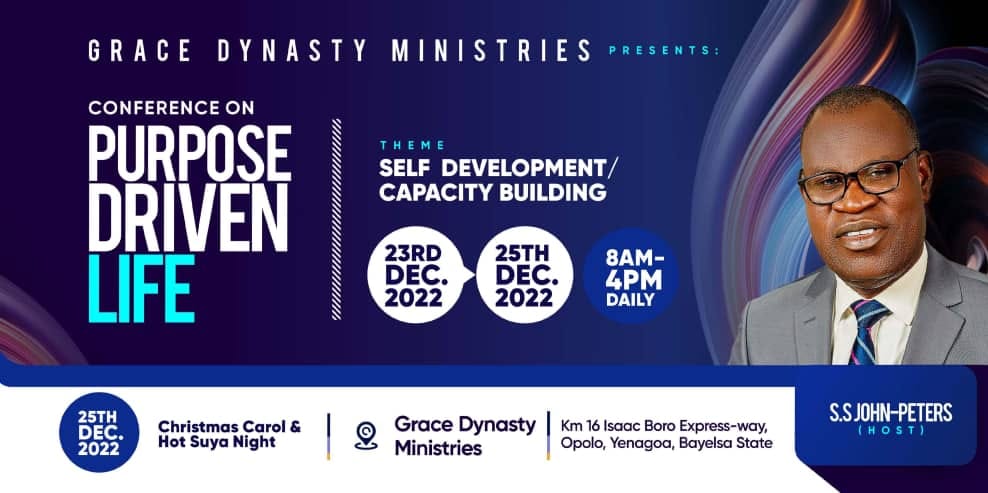 GRACE DYNASTY MINISTRIES PRESENTS:
CONFERENCE ON
PURPOSE
DRIVEN
LIFE
THEME
SELF DEVELOPMENT/
CAPACITY BUILDING
23RD
DEC.
2022
25TH
DEC.
2022
8AM-
4PM
DAILY
25TH
DEC.
2022
Christmas Carol &
Hot Suya Night
Grace Dynasty
Ministries
Km 16 Isaac Boro Express-way,
Opolo, Yenagoa, Bayelsa State
S.S JOHN-PETERS
(HOST)